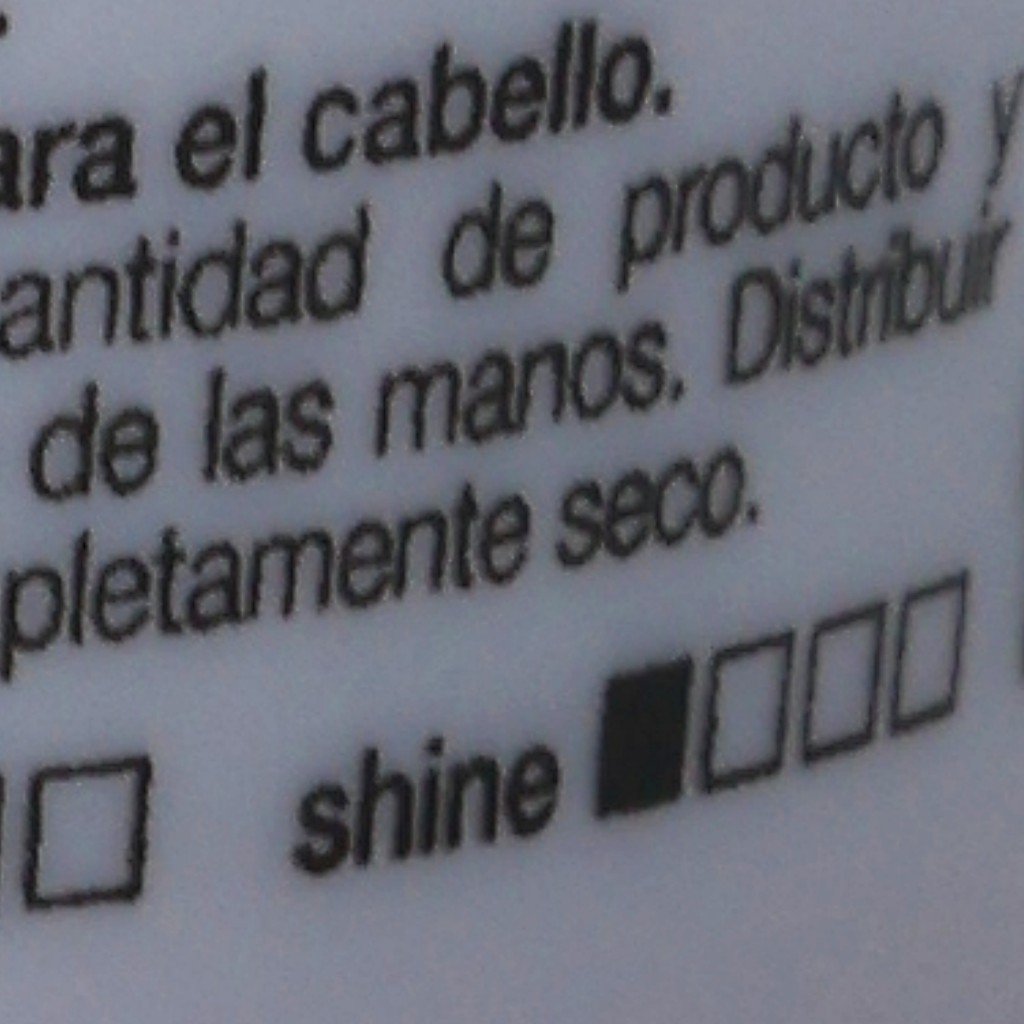 ara el cabello.
antidad de producto y
de las manos. Distribuir
pletamente seco.
shine